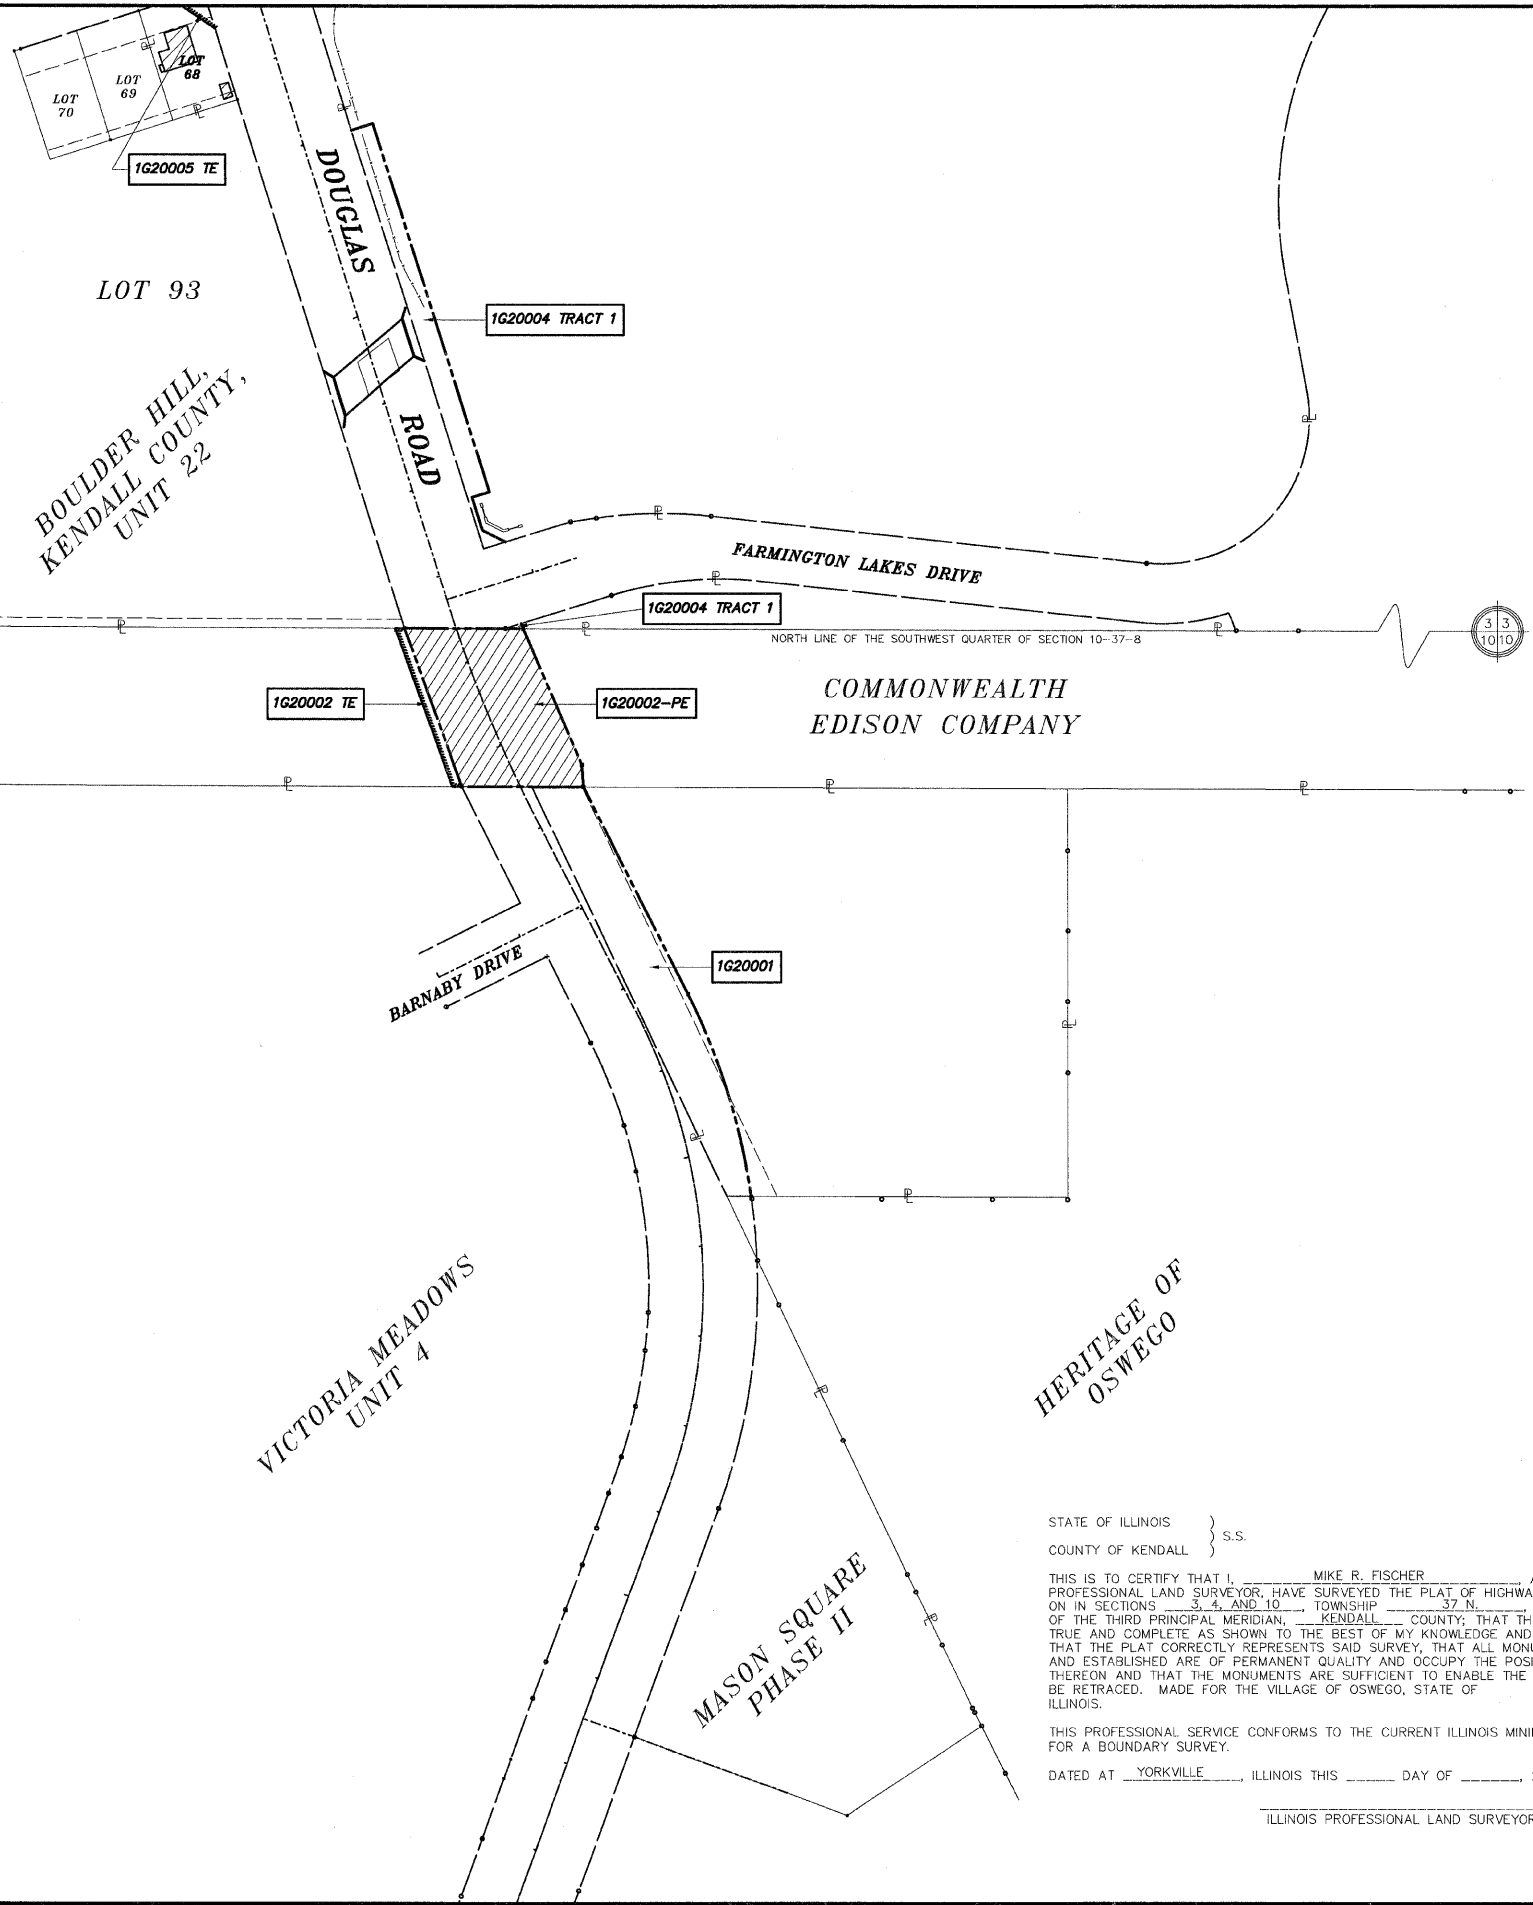 LOT
68
LOT
69
LOT
70
1G20005 TE
DOUGLAS
LOT 93
1G20004 TRACT 1
BOULDER HILL,
KENDALL COUNTY,
UNIT 22
ROAD
FARMINGTON LAKES DRIVE
1G20004 TRACT 1
NORTH LINE OF THE SOUTHWEST QUARTER OF SECTION 10-37-8
3 3
10 10
1G20002 TE
1G20002-PE
COMMONWEALTH
EDISON COMPANY
BARNABY DRIVE
1G20001
VICTORIA MEADOWS
UNIT 4
HERITAGE OF
OSWEGO
MASON SQUARE
PHASE II
STATE OF ILLINOIS )
) S.S.
COUNTY OF KENDALL )
THIS IS TO CERTIFY THAT I, MIKE R. FISCHER, A
PROFESSIONAL LAND SURVEYOR, HAVE SURVEYED THE PLAT OF HIGHWA
ON IN SECTIONS 3, 4, AND 10, TOWNSHIP 37 N.,
OF THE THIRD PRINCIPAL MERIDIAN, KENDALL COUNTY; THAT TH
TRUE AND COMPLETE AS SHOWN TO THE BEST OF MY KNOWLEDGE AND
THAT THE PLAT CORRECTLY REPRESENTS SAID SURVEY, THAT ALL MONU
AND ESTABLISHED ARE OF PERMANENT QUALITY AND OCCUPY THE POSI
THEREON AND THAT THE MONUMENTS ARE SUFFICIENT TO ENABLE THE
BE RETRACED. MADE FOR THE VILLAGE OF OSWEGO, STATE OF
ILLINOIS.
THIS PROFESSIONAL SERVICE CONFORMS TO THE CURRENT ILLINOIS MINI
FOR A BOUNDARY SURVEY.
DATED AT YORKVILLE, ILLINOIS THIS ______ DAY OF _______,
ILLINOIS PROFESSIONAL LAND SURVEYOR